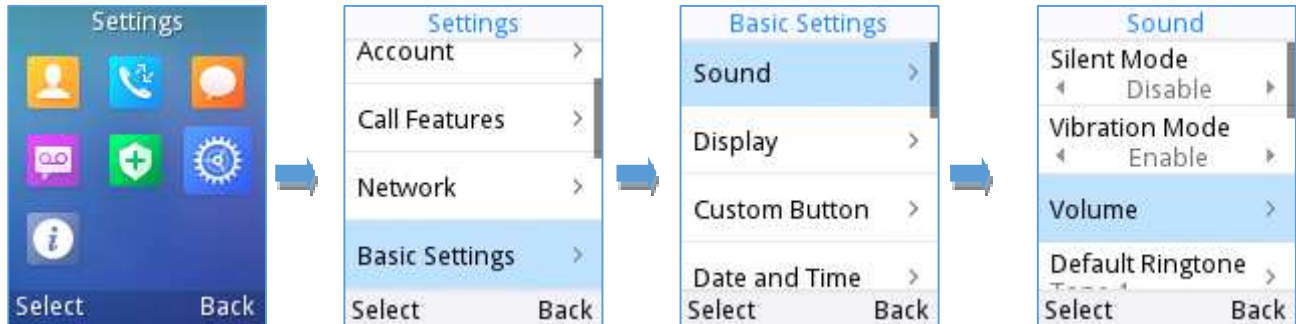 Settings
Select Back
Settings
Account
Call Features
Network
Basic Settings
Select Back
Basic Settings
Sound
Display
Custom Button
Date and Time
Select Back
Sound
Silent Mode
Disable
Vibration Mode
Enable
Volume
Default Ringtone
Select Back